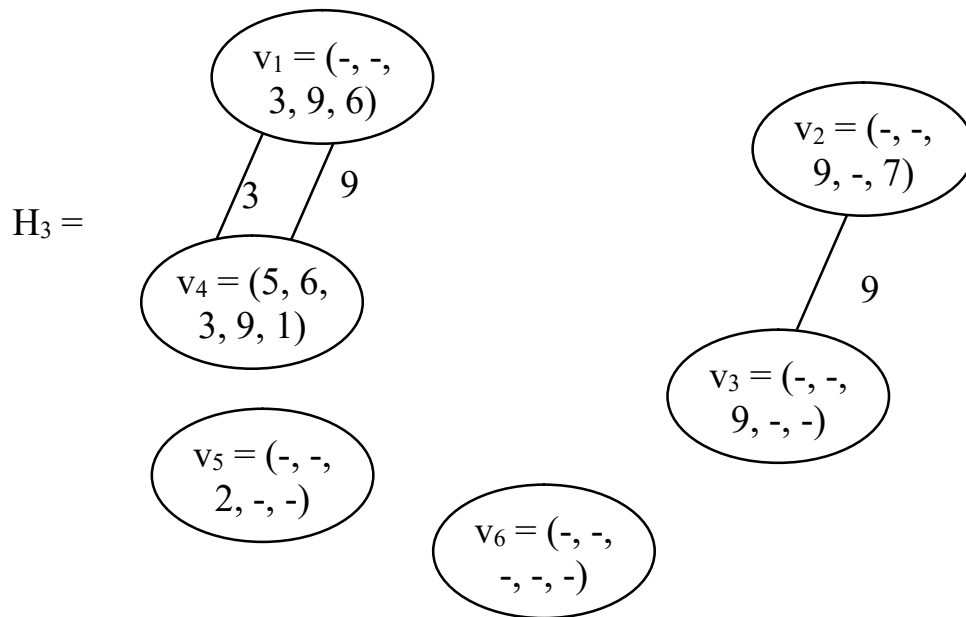 v₁ = (-, -,
3, 9, 6)
v₂ = (-, -,
9, -, 7)
3
9
H₃ =
v₄ = (5, 6,
3, 9, 1)
9
v₃ = (-, -,
9, -, -)
v₅ = (-, -,
2, -, -)
v₆ = (-, -,
-, -, -)